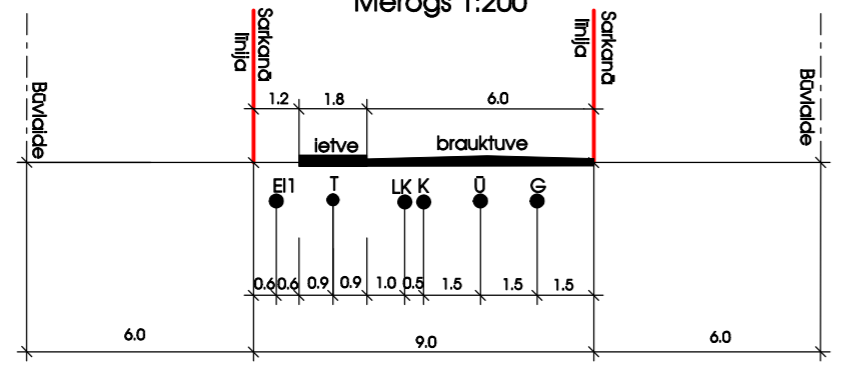 Mērogs 1:200
Sarkanā
līnija
Sarkanā
līnija
Būvlaide
Būvlaide
1.2 1.8 6.0
ietve brauktuve
El1 T LK K Ū G
0.6 0.6 0.9 0.9 1.0 0.5 1.5 1.5 1.5
6.0 9.0 6.0